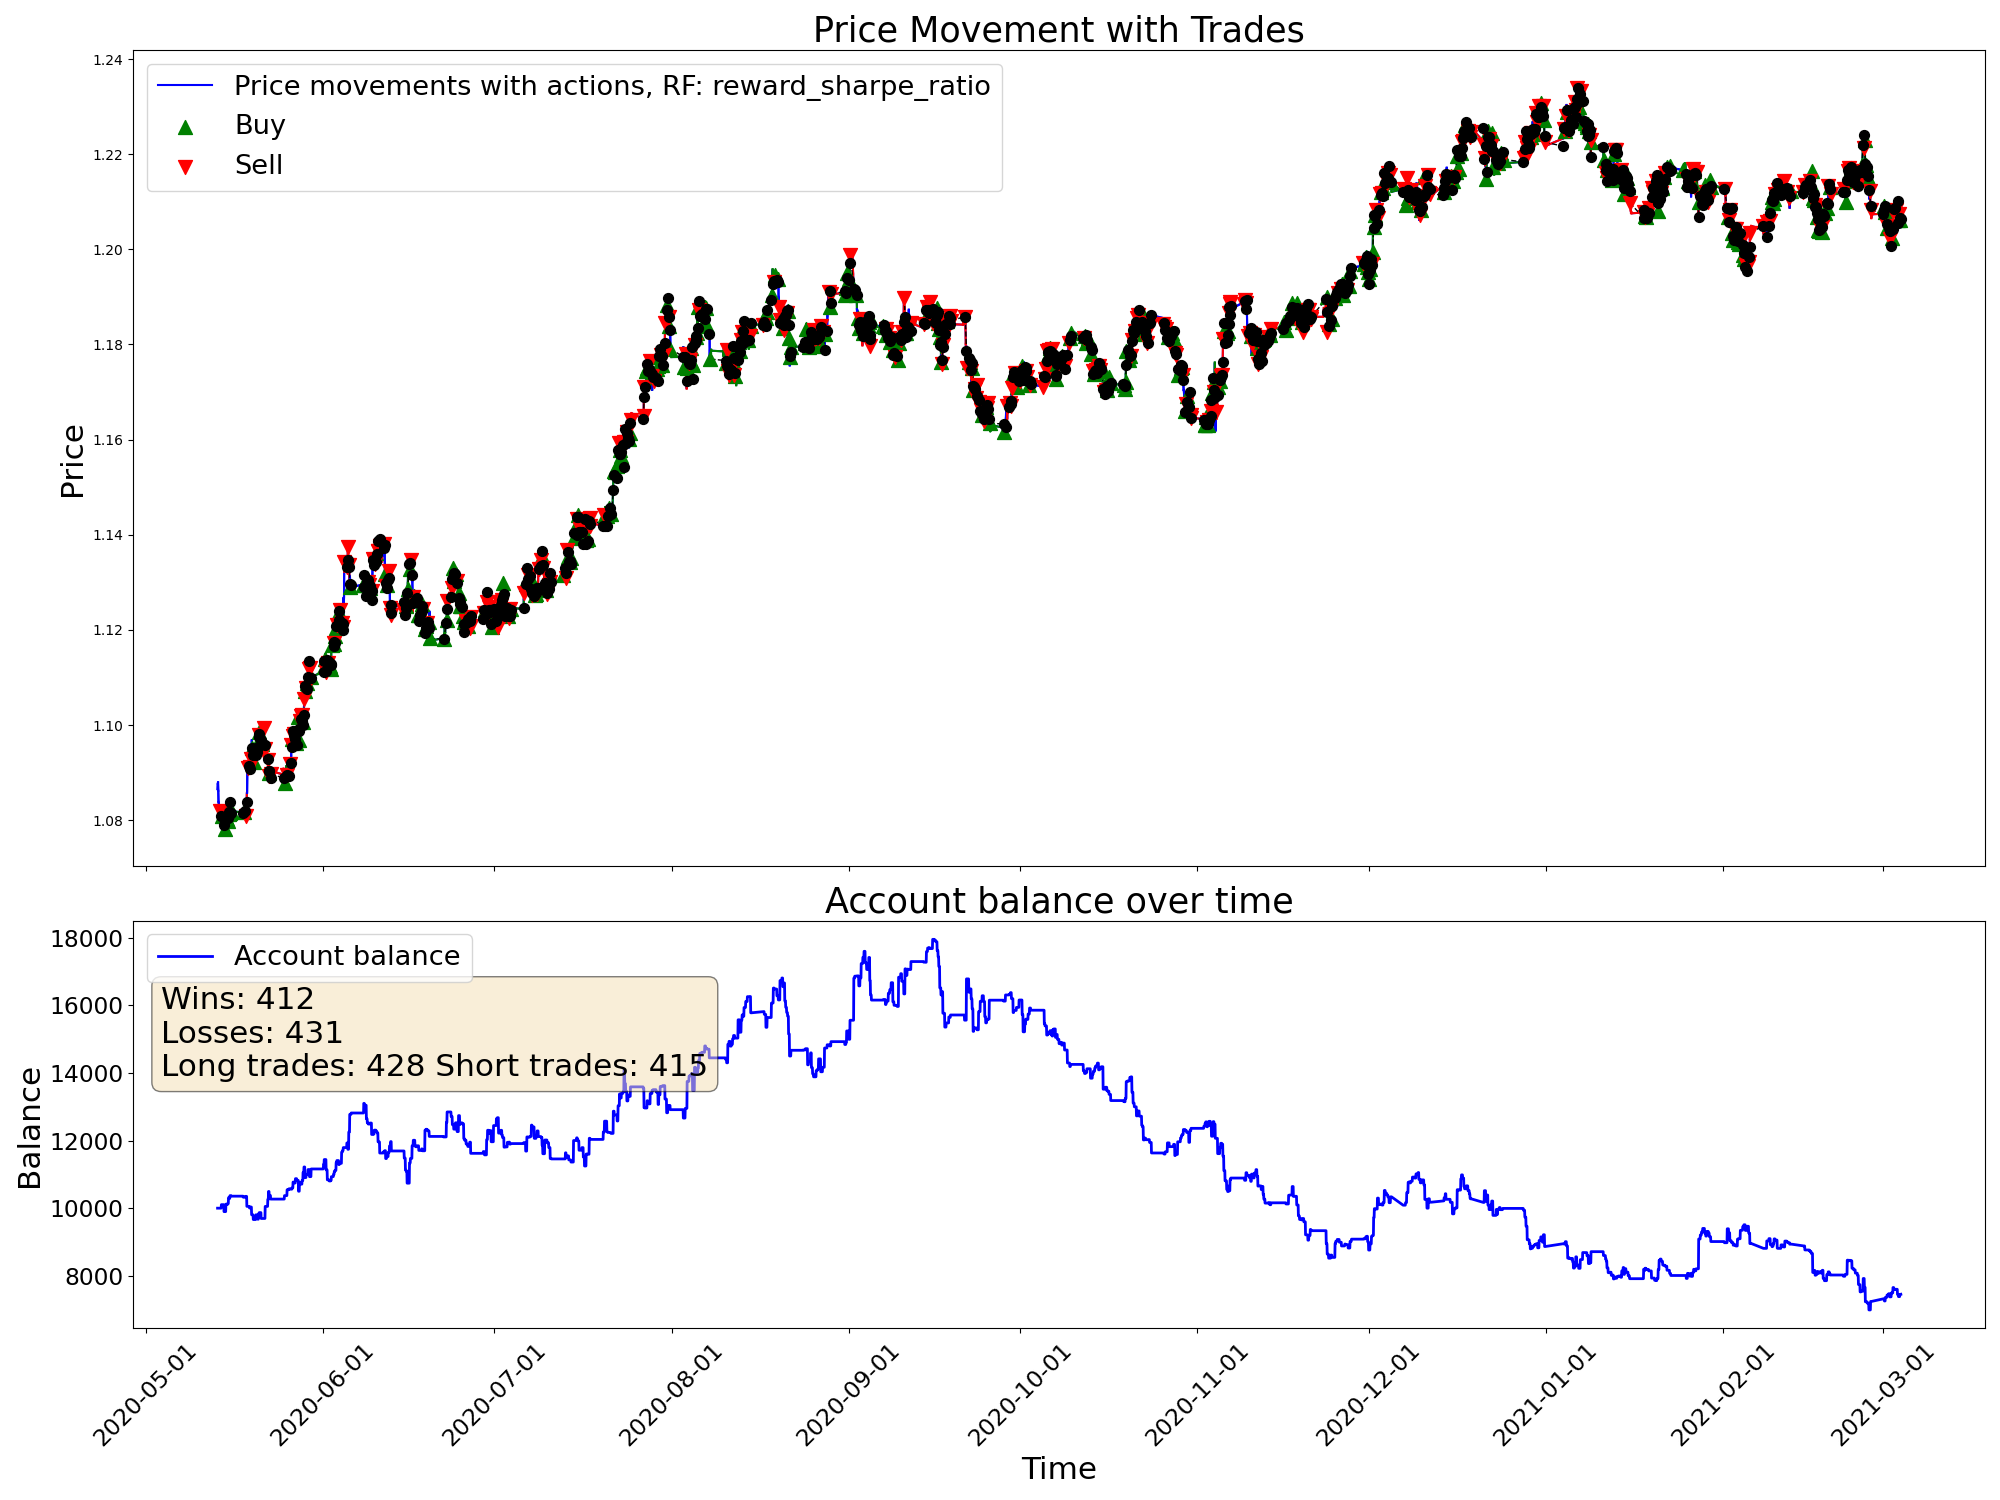 Price Movement with Trades
Price movements with actions, RF: reward_sharpe_ratio
Buy
Sell
Price
1.24
1.22
1.20
1.18
1.16
1.14
1.12
1.10
1.08
Account balance over time
Account balance
Wins: 412
Losses: 431
Long trades: 428 Short trades: 415
Balance
18000
16000
14000
12000
10000
8000
2020-05-01
2020-06-01
2020-07-01
2020-08-01
2020-09-01
2020-10-01
2020-11-01
2020-12-01
2021-01-01
2021-02-01
2021-03-01
Time